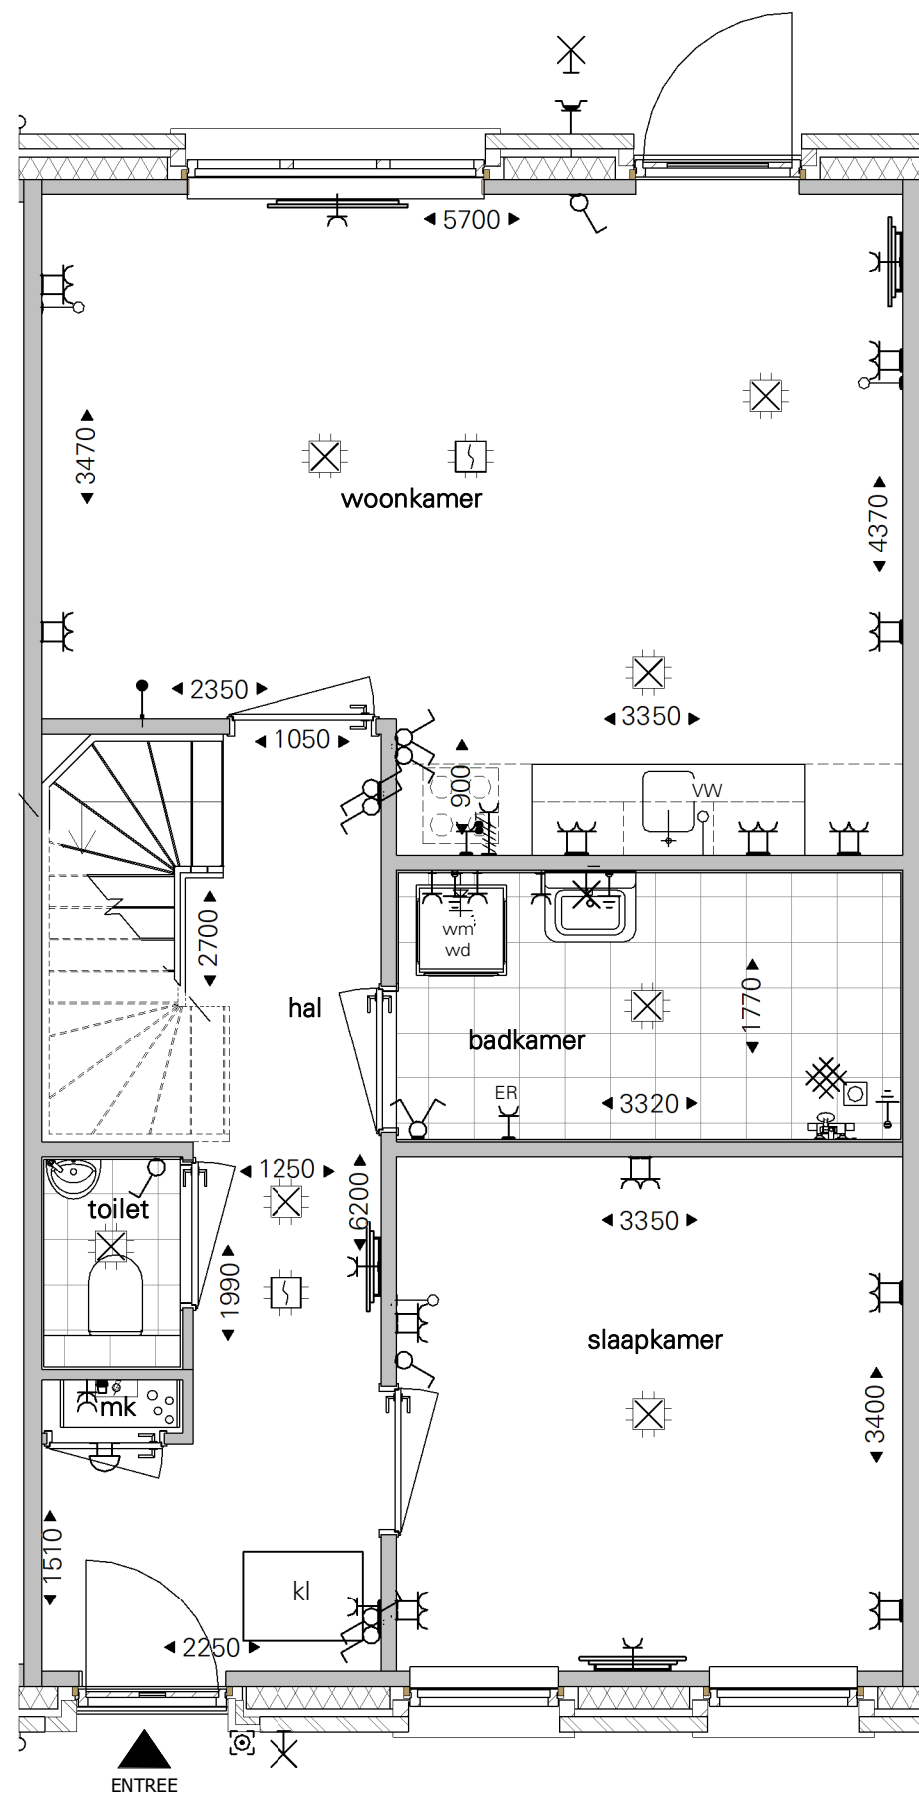 5700
3470
woonkamer
4370
2350
3350
1050
900
VW
2700
wm
wd
hal
1770
badkamer
ER
3320
1250
6200
toilet
3350
1990
slaapkamer
mk
3400
1510
kl
2250
ENTREE